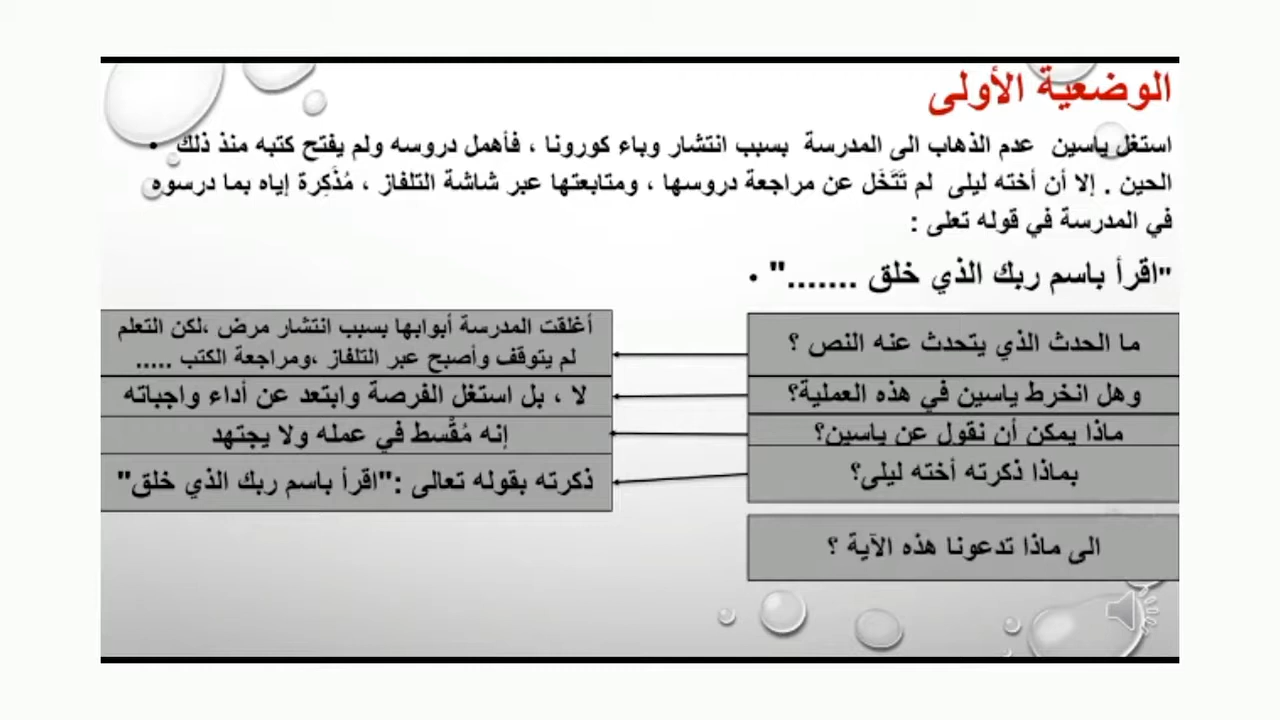 الوضعية الأولى
استغل ياسين عدم الذهاب الى المدرسة بسبب انتشار وباء كورونا ، فأهمل دروسه ولم يفتح كتبه منذ ذلك •
الحين . إلا أن أخته ليلى لم تَتَخَل عن مراجعة دروسها ، ومتابعتها عبر شاشة التلفاز ، مُذَكِرة إياه بما درسوه
في المدرسة في قوله تعلى :
"اقرأ باسم ربك الذي خلق ......." •
ما الحدث الذي يتحدث عنه النص ؟
أغلقت المدرسة أبوابها بسبب انتشار مرض ،لكن التعلم
لم يتوقف وأصبح عبر التلفاز ،ومراجعة الكتب .....
وهل انخرط ياسين في هذه العملية؟
لا ، بل استغل الفرصة وابتعد عن أداء واجباته
ماذا يمكن أن نقول عن ياسين؟
إنه مُقْسط في عمله ولا يجتهد
بماذا ذكرته أخته ليلى؟
ذكرته بقوله تعالى :"اقرأ باسم ربك الذي خلق"
الى ماذا تدعونا هذه الآية ؟